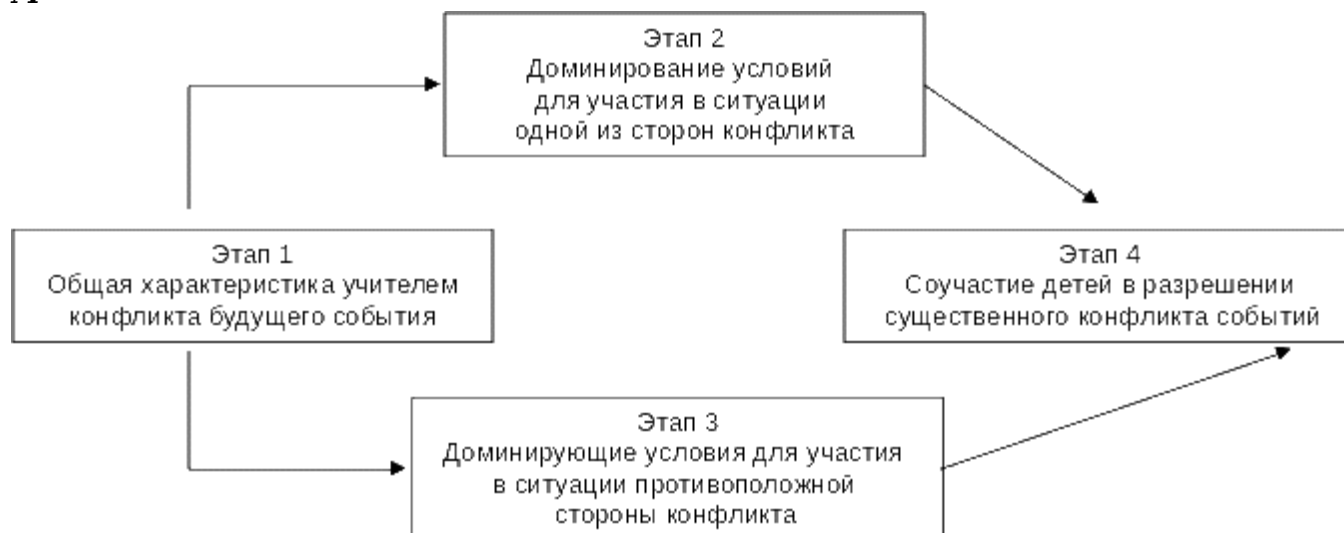 Этап 2
Доминирование условий
для участия в ситуации
одной из сторон конфликта
Этап 1
Общая характеристика учителем
конфликта будущего события
Этап 4
Соучастие детей в разрешении
существенного конфликта событий
Этап 3
Доминирующие условия для участия
в ситуации противоположной
стороны конфликта